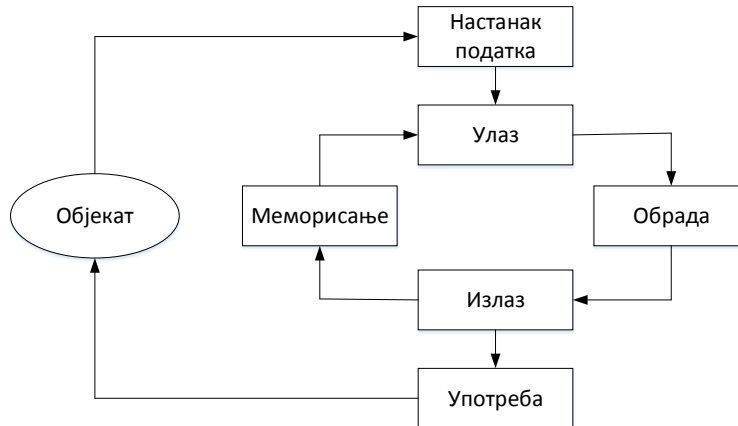 Настанак
податка
Улаз
Објекат
Меморисање
Обрада
Излаз
Употреба